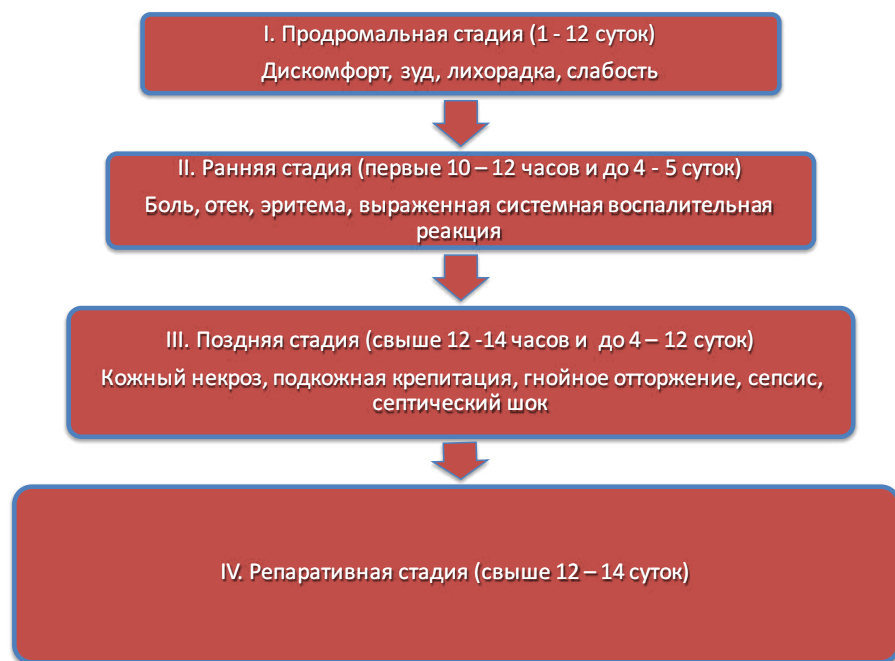 I. Продромальная стадия (1 - 12 суток)
Дискомфорт, зуд, лихорадка, слабость
II. Ранняя стадия (первые 10 – 12 часов и до 4 - 5 суток)
Боль, отек, эритема, выраженная системная воспалительная
реакция
III. Поздняя стадия (свыше 12 -14 часов и до 4 – 12 суток)
Кожный некроз, подкожная крепитация, гнойное отторжение, сепсис,
септический шок
IV. Репаративная стадия (свыше 12 – 14 суток)